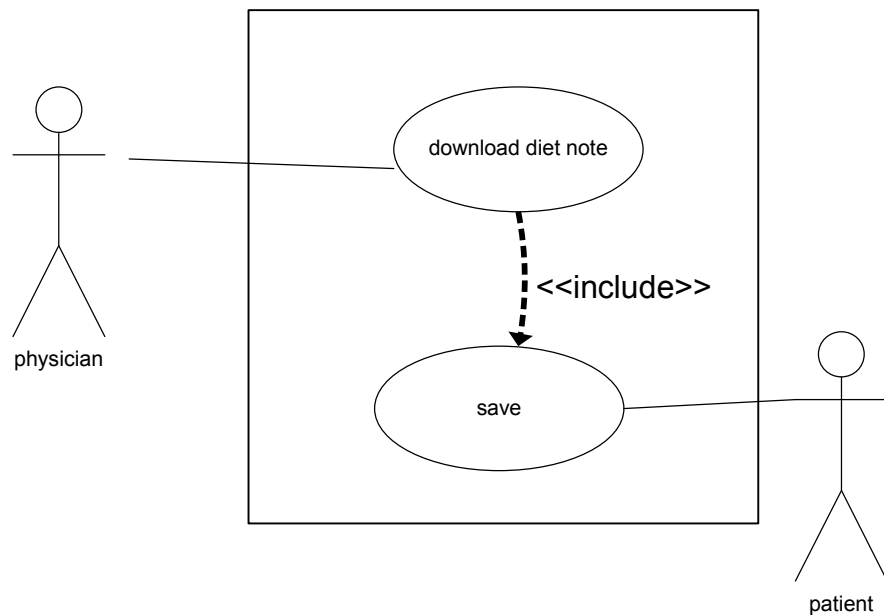 download diet note
<<include>>
physician
save
patient